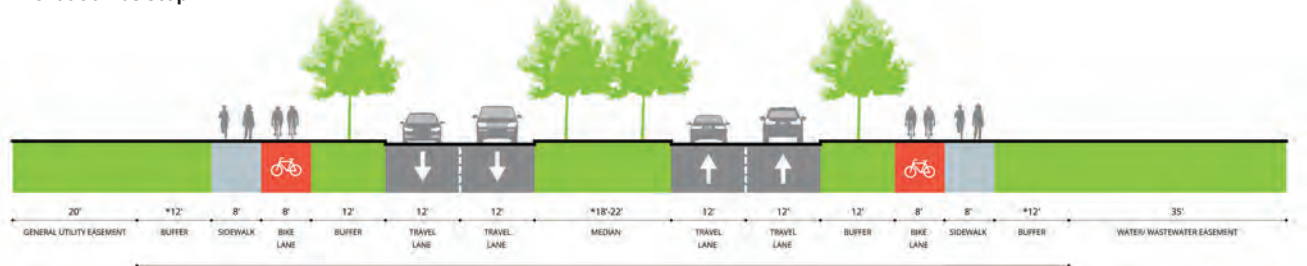 20' *12' 8' 8' 12' 12' 12' *18'-22' 12' 12' 12' 8' 8' *12' 35'
GENERAL UTILITY EASEMENT BUFFER SIDEWALK BIKE BUFFER TRAVEL TRAVEL MEDIAN TRAVEL TRAVEL BUFFER BIKE SIDEWALK BUFFER WATER/ WASTEWATER EASEMENT
LANE LANE LANE LANE LANE LANE